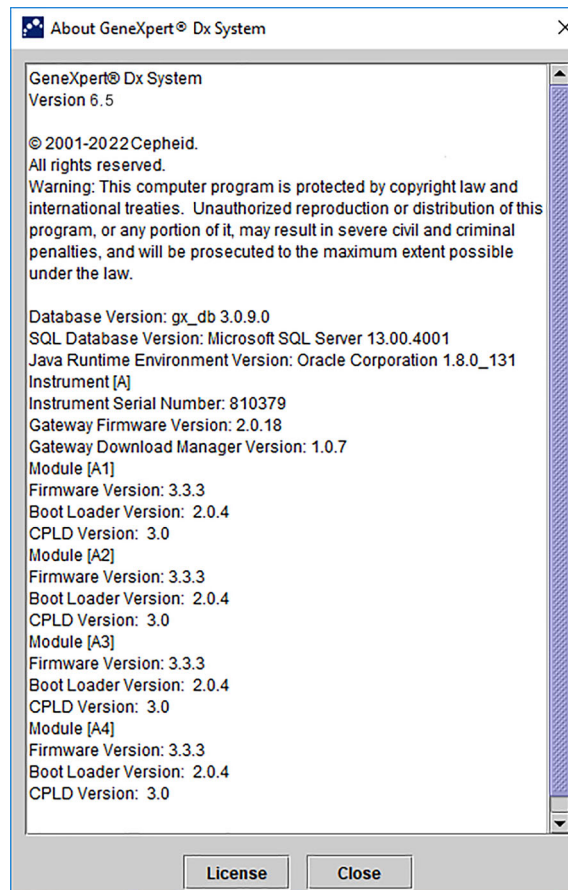 About GeneXpert® Dx System
GeneXpert® Dx System
Version 6.5
© 2001-2022 Cepheid.
All rights reserved.
Warning: This computer program is protected by copyright law and
international treaties. Unauthorized reproduction or distribution of this
program, or any portion of it, may result in severe civil and criminal
penalties, and will be prosecuted to the maximum extent possible
under the law.
Database Version: gx_db 3.0.9.0
SQL Database Version: Microsoft SQL Server 13.00.4001
Java Runtime Environment Version: Oracle Corporation 1.8.0_131
Instrument [A]
Instrument Serial Number: 810379
Gateway Firmware Version: 2.0.18
Gateway Download Manager Version: 1.0.7
Module [A1]
Firmware Version: 3.3.3
Boot Loader Version: 2.0.4
CPLD Version: 3.0
Module [A2]
Firmware Version: 3.3.3
Boot Loader Version: 2.0.4
CPLD Version: 3.0
Module [A3]
Firmware Version: 3.3.3
Boot Loader Version: 2.0.4
CPLD Version: 3.0
Module [A4]
Firmware Version: 3.3.3
Boot Loader Version: 2.0.4
CPLD Version: 3.0
License Close